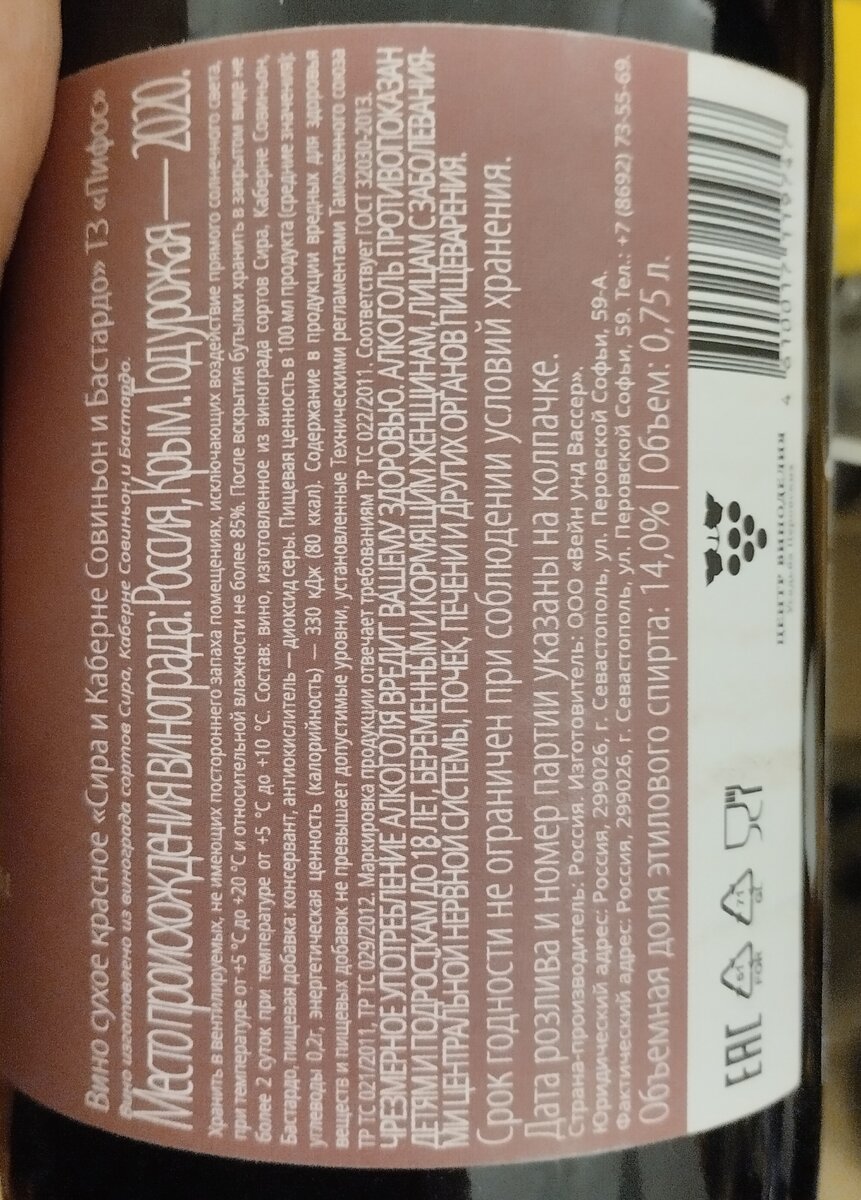 Вино сухое красное «Сира и Каберне Совиньон и Бастардо» ТЗ «Пифос»
Вино изготовлено из винограда сортов Сира, Каберне Совиньон и Бастардо.
Место происхождения винограда: Россия, Крым. Год урожая — 2020.
Хранить в вентилируемых, не имеющих постороннего запаха помещениях, исключающих воздействие прямого солнечного света,
при температуре от +5 °С до +20 °С и относительной влажности не более 85%. После вскрытия бутылки хранить в закрытом виде не
более 2 суток при температуре от +5 °С до +10 °С. Состав: вино, изготовленное из винограда сортов Сира, Каберне Совиньон,
Бастардо, пищевая добавка: консервант, антиокислитель — диоксид серы. Пищевая ценность в 100 мл продукта (средние значения):
углеводы 0,2г, энергетическая ценность (калорийность) — 330 кДж (80 ккал). Содержание в продукции вредных для здоровья
веществ и пищевых добавок не превышает допустимые уровни, установленные Техническими регламентами Таможенного союза
ТР ТС 021/2011, ТР ТС 029/2012. Маркировка продукции отвечает требованиям ТР ТС 022/2011. Соответствует ГОСТ 32030-2013.
ЧРЕЗМЕРНОЕ УПОТРЕБЛЕНИЕ АЛКОГОЛЯ ВРЕДИТ ВАШЕМУ ЗДОРОВЬЮ. АЛКОГОЛЬ ПРОТИВОПОКАЗАН
ДЕТЯМ И ПОДРОСТКАМ ДО 18 ЛЕТ, БЕРЕМЕННЫМ И КОРМЯЩИМ ЖЕНЩИНАМ, ЛИЦАМ С ЗАБОЛЕВАНИЯ-
МИ ЦЕНТРАЛЬНОЙ НЕРВНОЙ СИСТЕМЫ, ПОЧЕК, ПЕЧЕНИ И ДРУГИХ ОРГАНОВ ПИЩЕВАРЕНИЯ.
Срок годности не ограничен при соблюдении условий хранения.
Дата розлива и номер партии указаны на колпачке.
Страна-производитель: Россия. Изготовитель: ООО «Вейн унд Вассер».
Юридический адрес: Россия, 299026, г. Севастополь, ул. Перовской Софьи, 59-А.
Фактический адрес: Россия, 299026, г. Севастополь, ул. Перовской Софьи, 59. Тел.: +7 (8692) 73-55-69.
Объемная доля этилового спирта: 14,0% | Объем: 0,75 л.
EAC
51
FOR
71
GL
ЦЕНТР ВИНОДЕЛИЯ
Усадьба Перовских